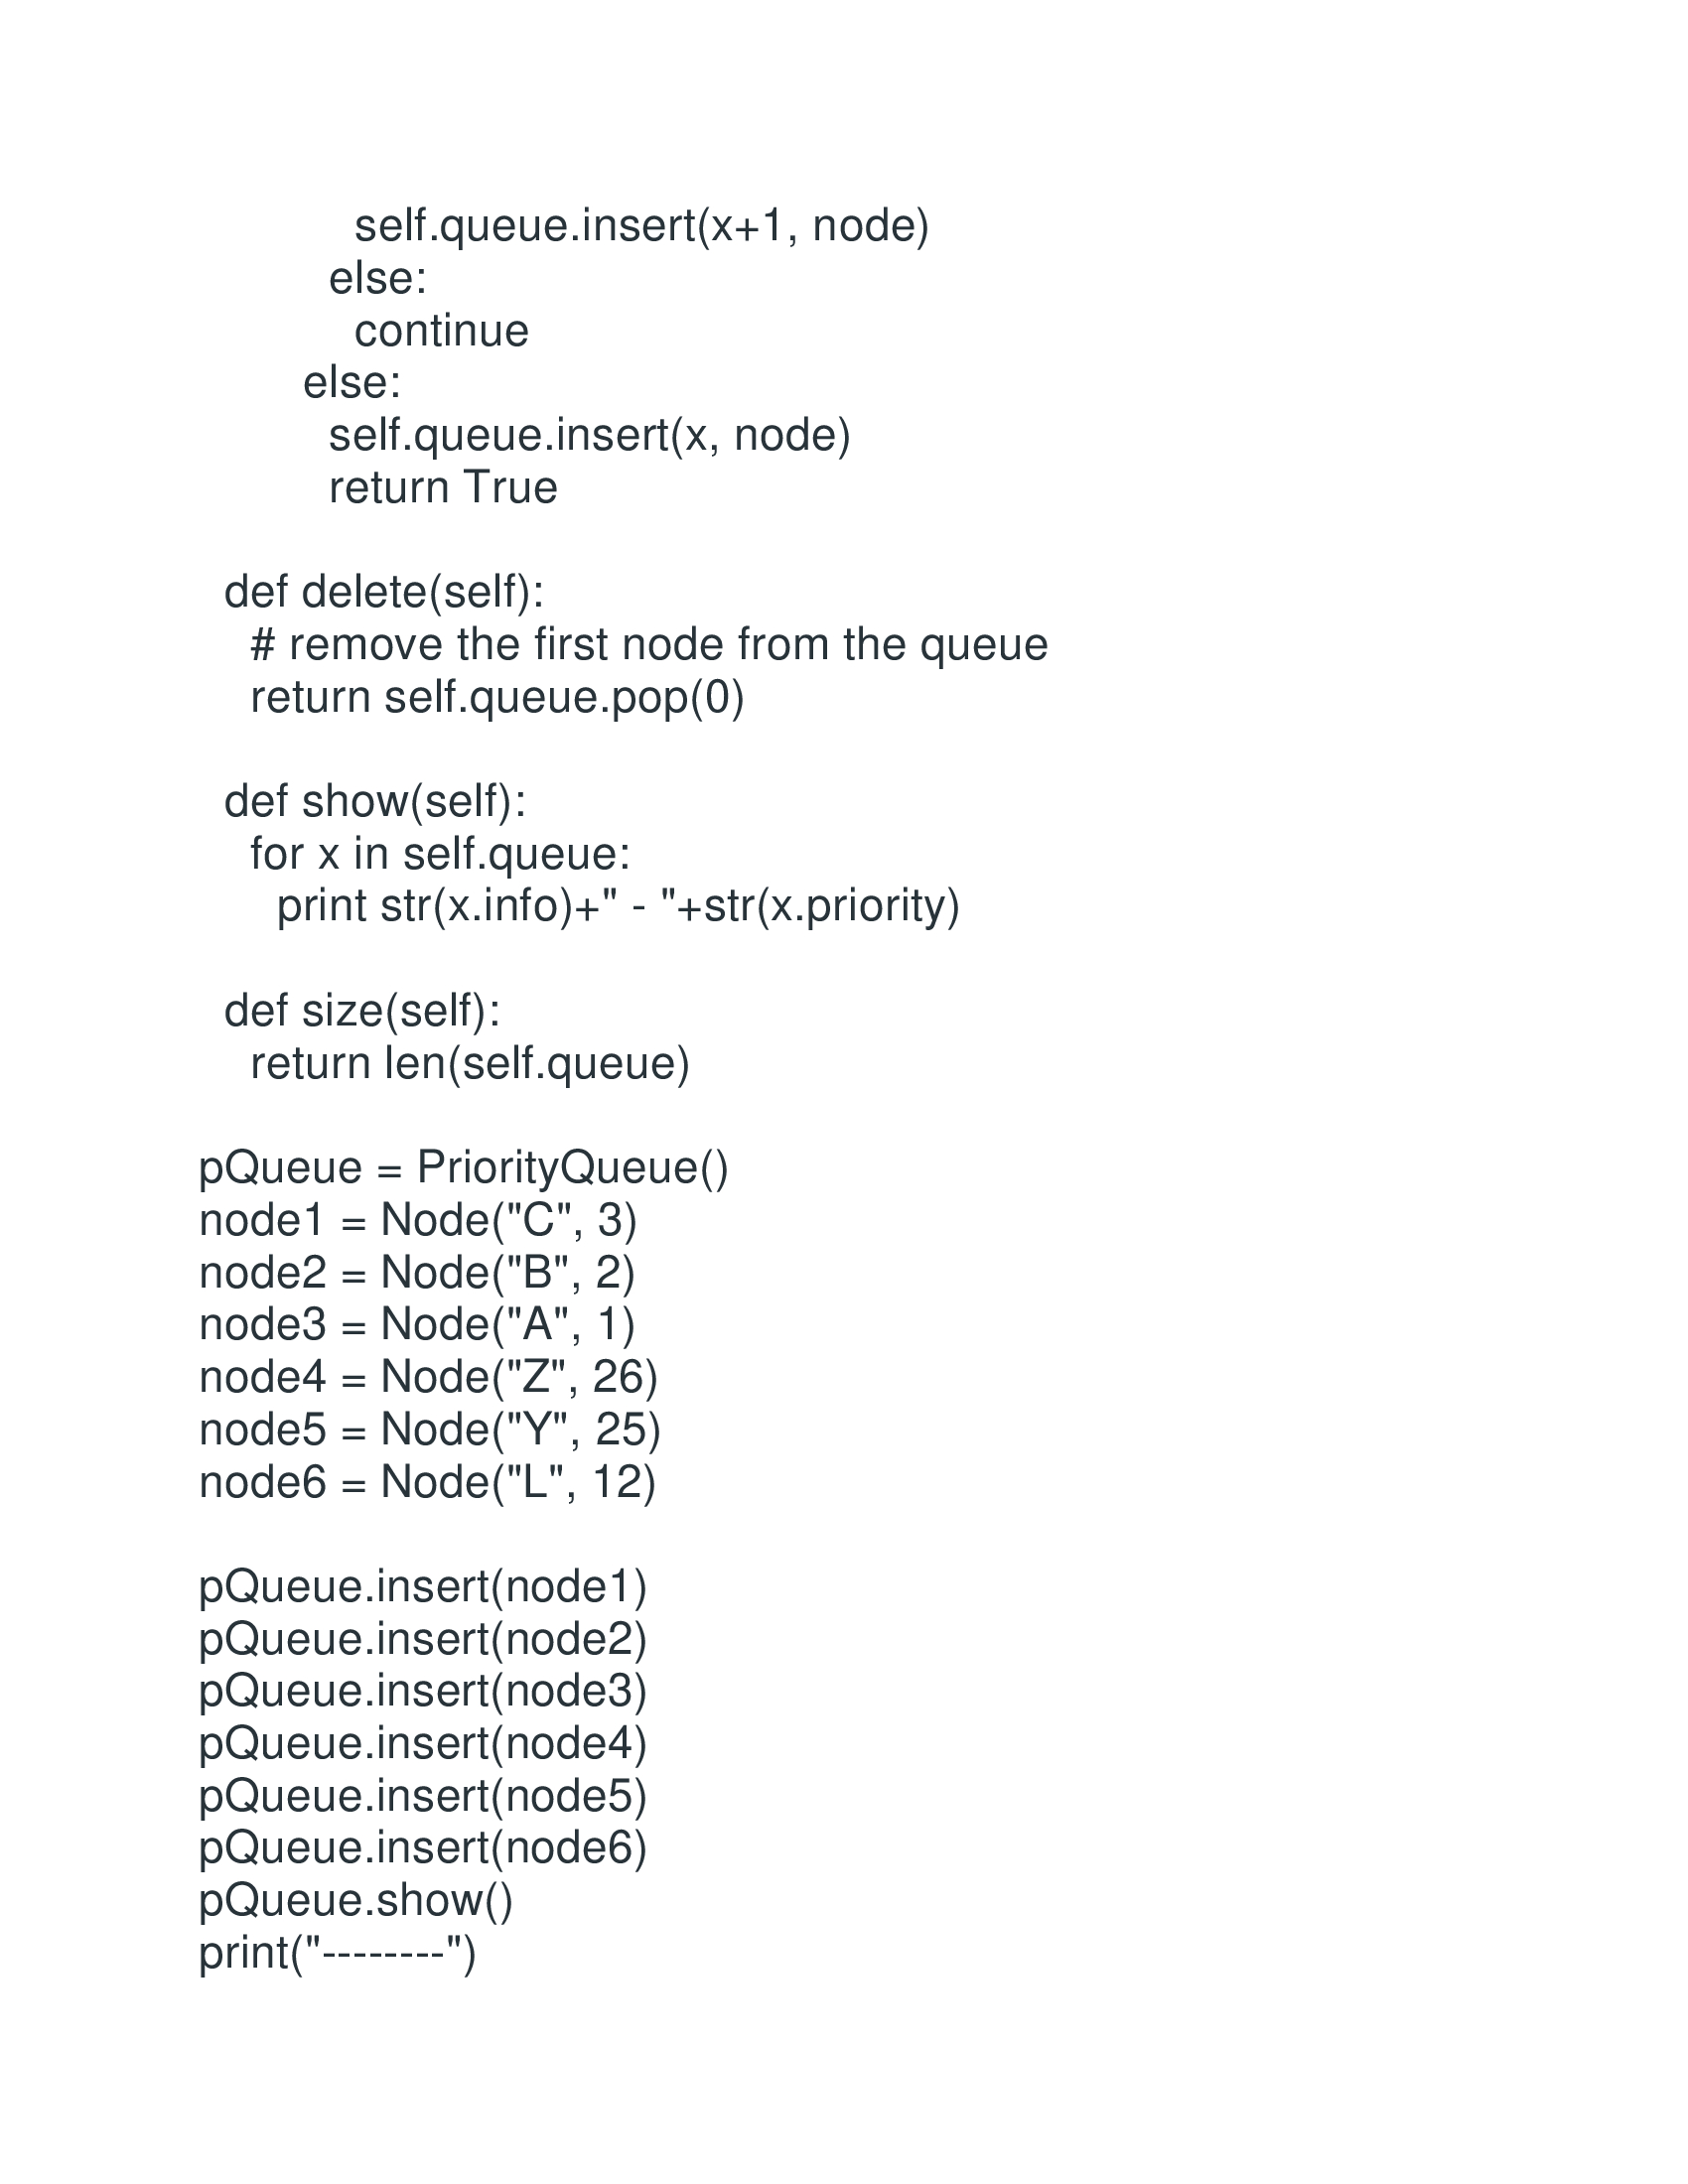 self.queue.insert(x+1, node)
else:
continue
else:
self.queue.insert(x, node)
return True
def delete(self):
# remove the first node from the queue
return self.queue.pop(0)
def show(self):
for x in self.queue:
print str(x.info)+" - "+str(x.priority)
def size(self):
return len(self.queue)
pQueue = PriorityQueue()
node1 = Node("C", 3)
node2 = Node("B", 2)
node3 = Node("A", 1)
node4 = Node("Z", 26)
node5 = Node("Y", 25)
node6 = Node("L", 12)
pQueue.insert(node1)
pQueue.insert(node2)
pQueue.insert(node3)
pQueue.insert(node4)
pQueue.insert(node5)
pQueue.insert(node6)
pQueue.show()
print("--------")